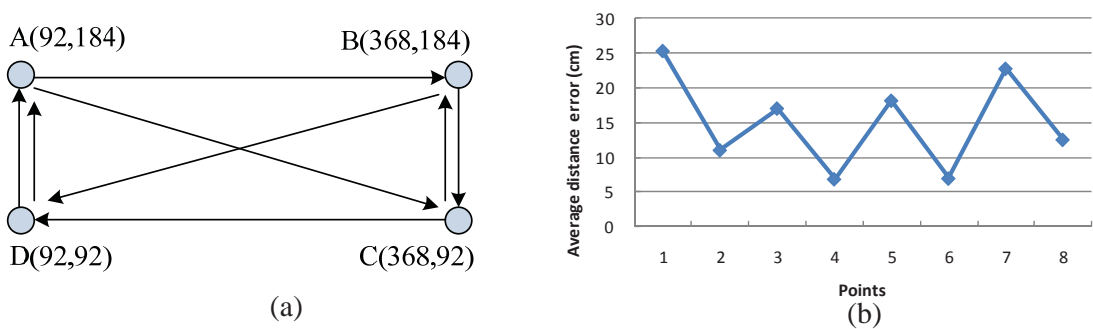 A(92,184)
B(368,184)
D(92,92)
C(368,92)
(a)
Average distance error (cm)
30
25
20
15
10
5
0
1 2 3 4 5 6 7 8
Points
(b)